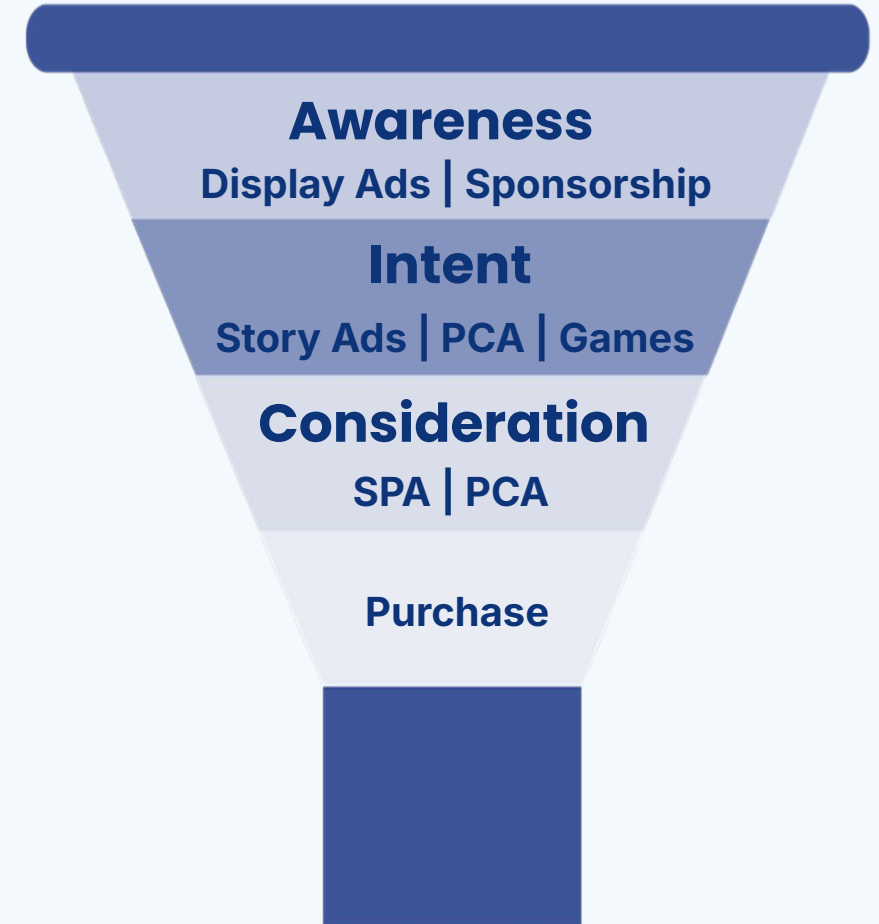 Awareness
Display Ads | Sponsorship
Intent
Story Ads | PCA | Games
Consideration
SPA | PCA
Purchase